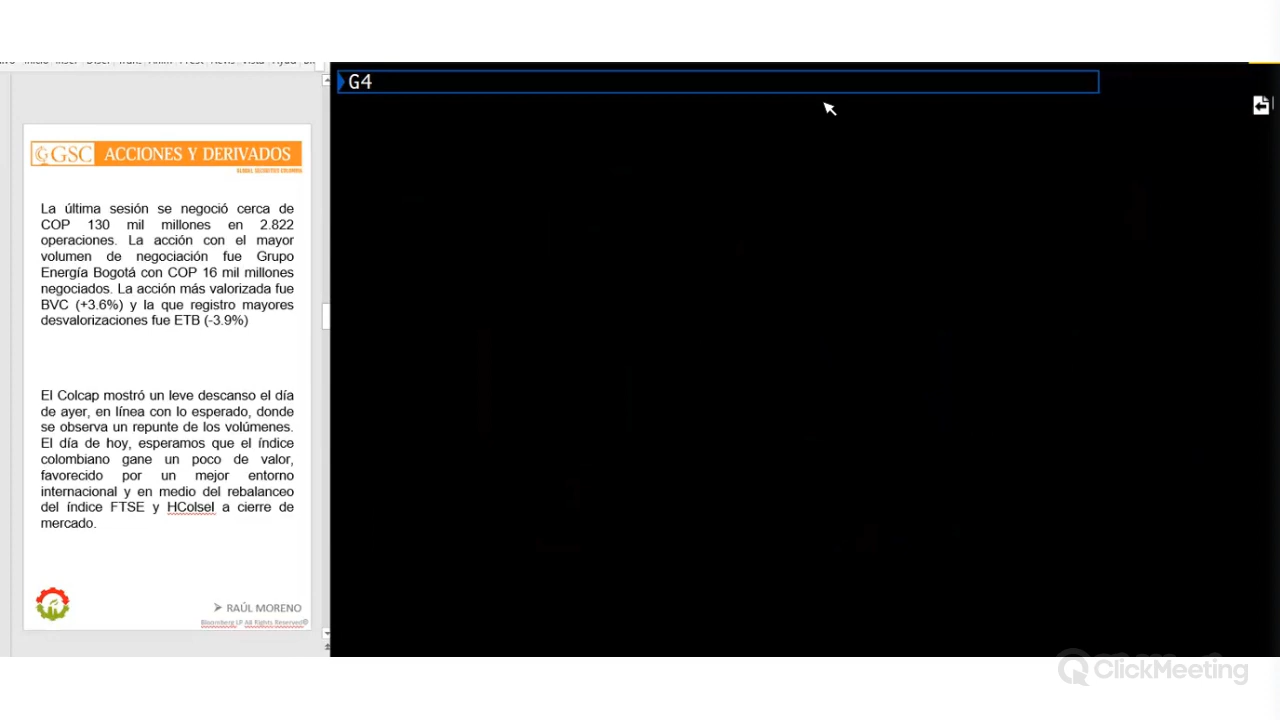 G4
GSC ACCIONES Y DERIVADOS
GLOBAL SECURITIES COLOMBIA
La última sesión se negoció cerca de
COP 130 mil millones en 2.822
operaciones. La acción con el mayor
volumen de negociación fue Grupo
Energía Bogotá con COP 16 mil millones
negociados. La acción más valorizada fue
BVC (+3.6%) y la que registro mayores
desvalorizaciones fue ETB (-3.9%)
El Colcap mostró un leve descanso el día
de ayer, en línea con lo esperado, donde
se observa un repunte de los volúmenes.
El día de hoy, esperamos que el índice
colombiano gane un poco de valor,
favorecido por un mejor entorno
internacional y en medio del rebalanceo
del índice FTSE y HColsel a cierre de
mercado.
➢ RAÚL MORENO
Bloomberg LP All Rights Reserved©
ClickMeeting